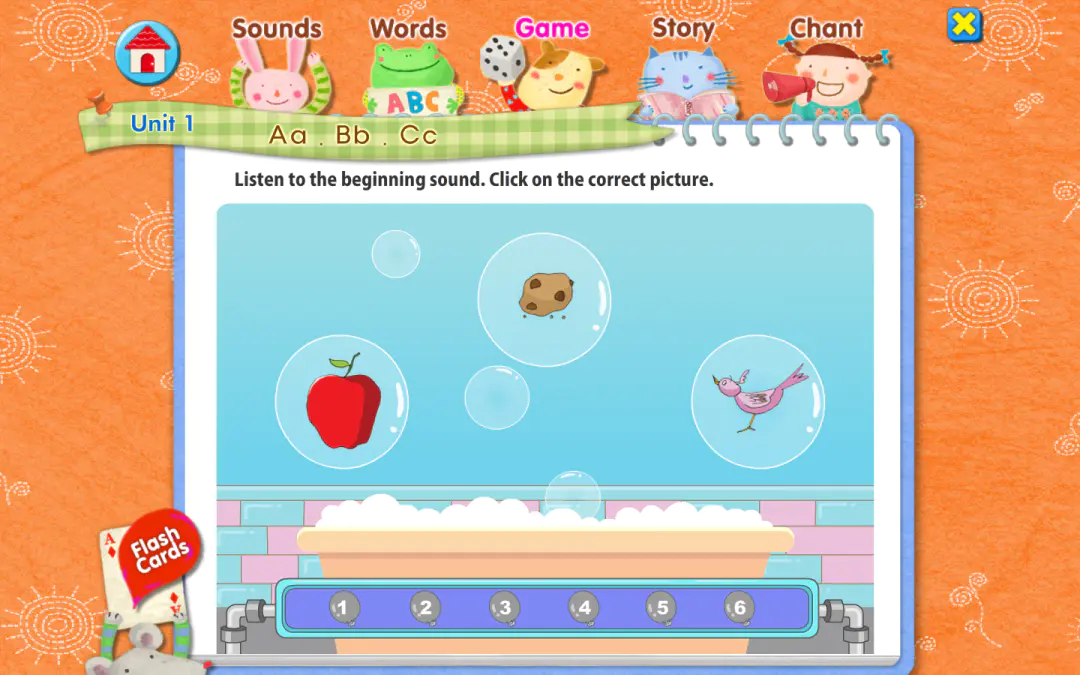 Sounds Words Game Story Chant
ABC
Unit 1 Aa . Bb . Cc
Listen to the beginning sound. Click on the correct picture.
A
Flash
Cards
A
1 2 3 4 5 6